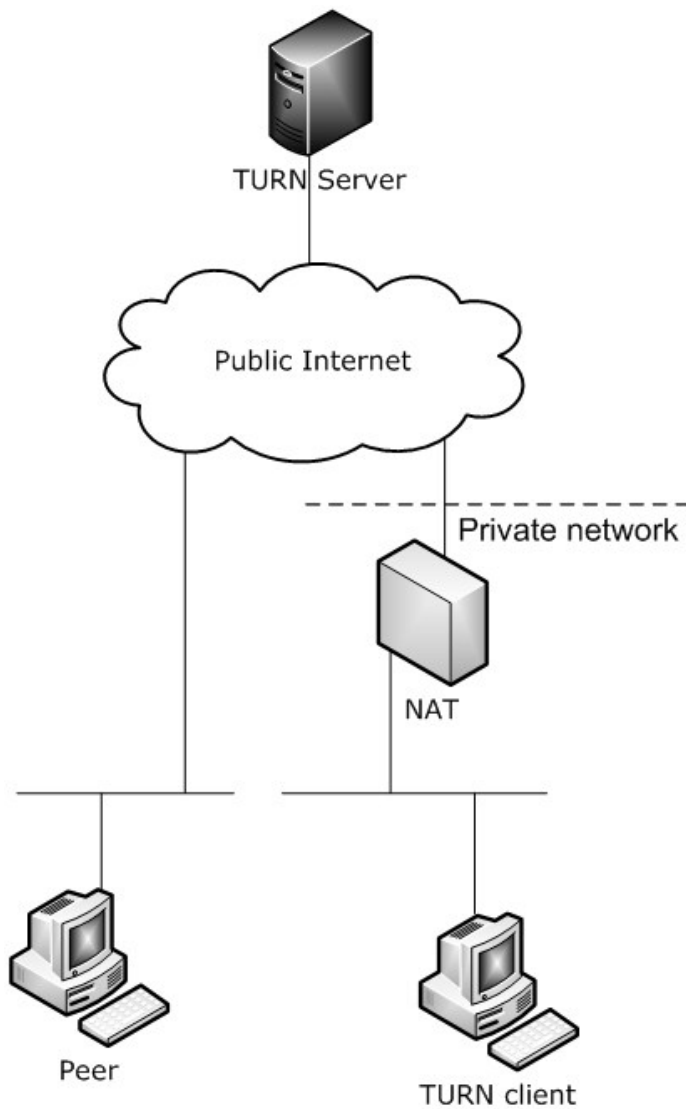 TURN Server
Public Internet
Private network
NAT
Peer
TURN client